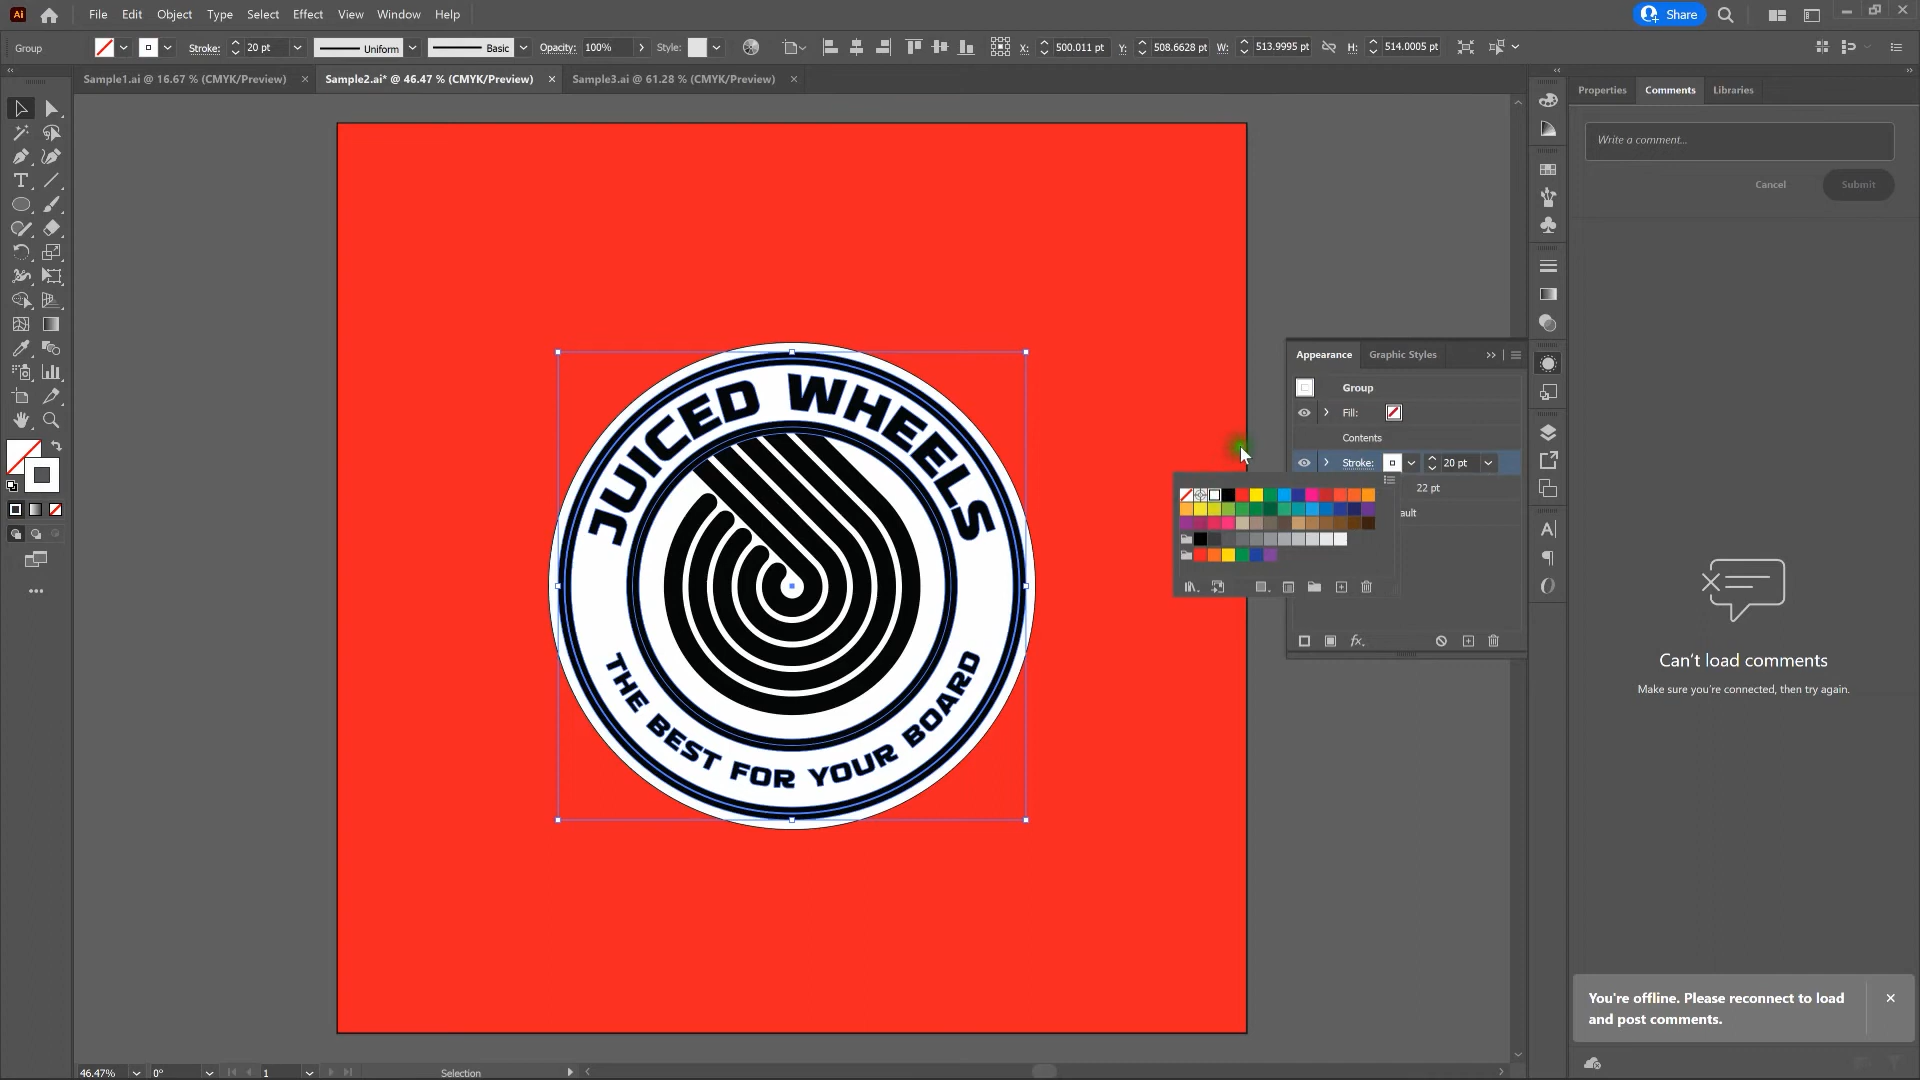 Ai File Edit Object Type Select Effect View Window Help Share
Group Stroke: 20 pt Uniform Basic Opacity: 100% Style: X: 500.011 pt Y: 508.6628 pt W: 513.9995 pt H: 514.0005 pt
Sample1.ai @ 16.67 % (CMYK/Preview) Sample2.ai* @ 46.47 % (CMYK/Preview) Sample3.ai @ 61.28 % (CMYK/Preview)
Properties Comments Libraries
Write a comment...
Cancel Submit
JUICED WHEELS
THE BEST FOR YOUR BOARD
Appearance Graphic Styles
Group
Fill:
Contents
Stroke: 20 pt
22 pt
ault
fx
Can't load comments
Make sure you're connected, then try again.
You're offline. Please reconnect to load
and post comments.
46.47% 0° 1 Selection